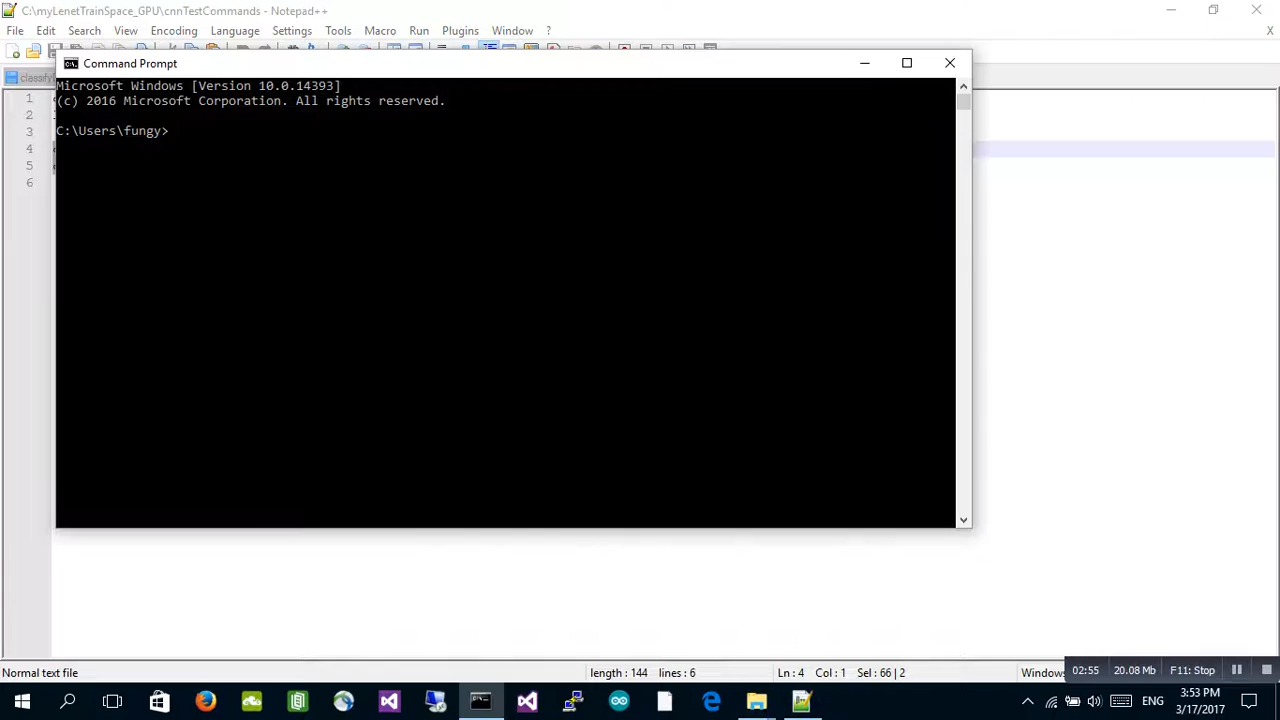 C:\myLenetTrainSpace_GPU\cnnTestCommands - Notepad++
File Edit Search View Encoding Language Settings Tools Macro Run Plugins Window ?
X
Command Prompt
classify
Microsoft Windows [Version 10.0.14393]
(c) 2016 Microsoft Corporation. All rights reserved.
C:\Users\fungy>
1
2
3
4
5
6
Normal text file length : 144 lines : 6 Ln : 4 Col : 1 Sel : 66 | 2 Windows
02:55 20.08 Mb F11: Stop
ENG 3:53 PM
3/17/2017